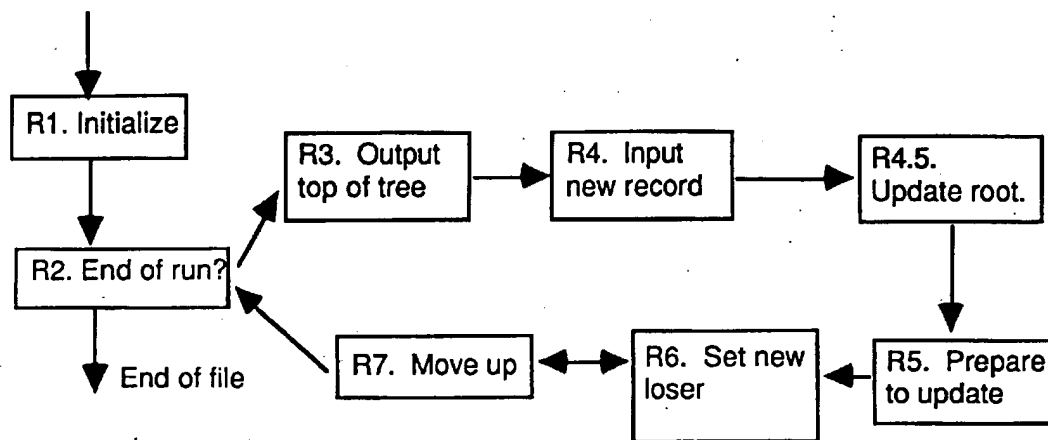 R1. Initialize
R2. End of run?
End of file
R3. Output
top of tree
R4. Input
new record
R4.5.
Update root.
R5. Prepare
to update
R6. Set new
loser
R7. Move up